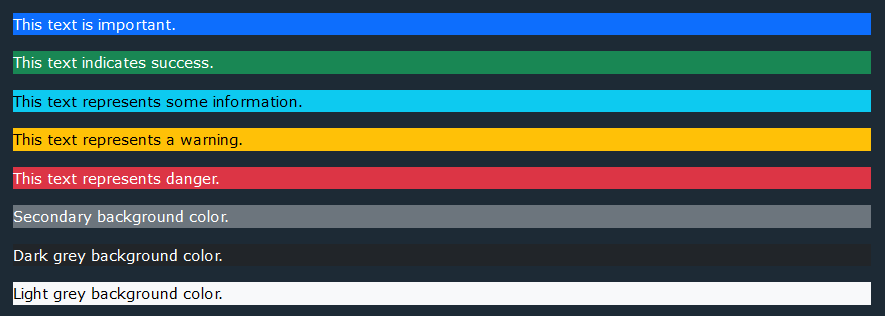 This text is important.
This text indicates success.
This text represents some information.
This text represents a warning.
This text represents danger.
Secondary background color.
Dark grey background color.
Light grey background color.